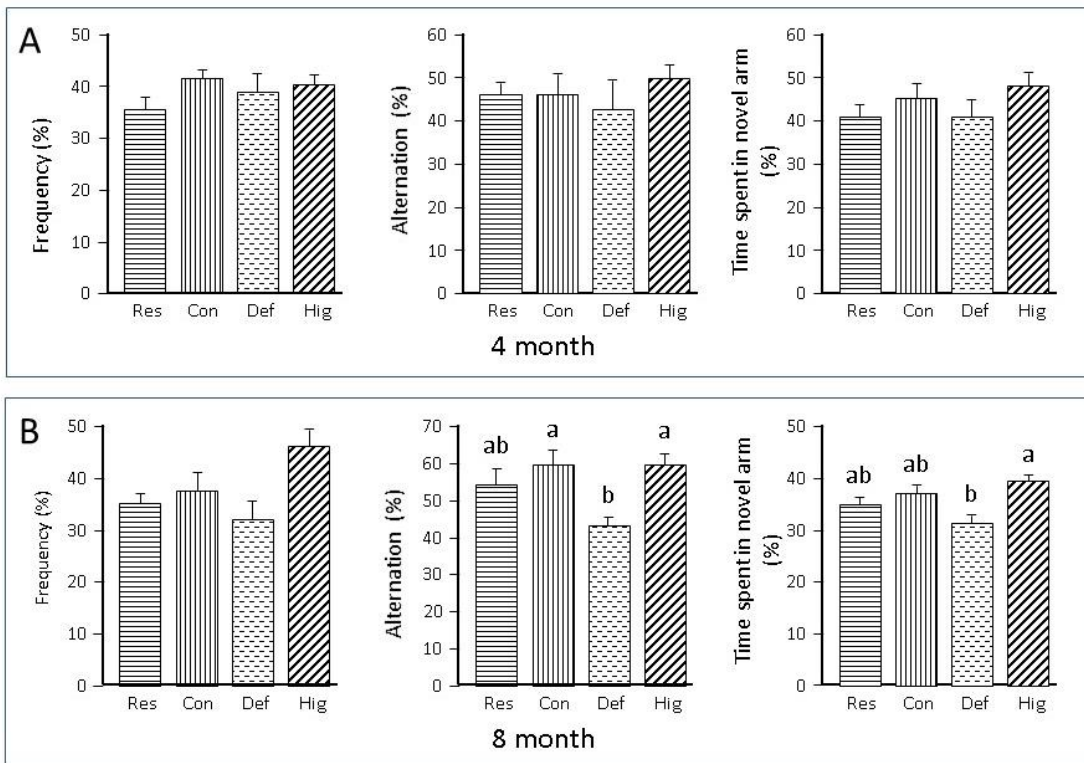 A
Frequency (%)
50
40
30
20
10
0
Res Con Def Hig
Alternation (%)
60
50
40
30
20
10
0
Res Con Def Hig
Time spent in novel arm
(%)
60
50
40
30
20
10
0
Res Con Def Hig
4 month
B
Frequency (%)
50
40
30
20
10
0
Res Con Def Hig
Alternation (%)
70
60
50
40
30
20
10
0
ab a b a
Res Con Def Hig
Time spent in novel arm
(%)
50
40
30
20
10
0
ab ab b a
Res Con Def Hig
8 month